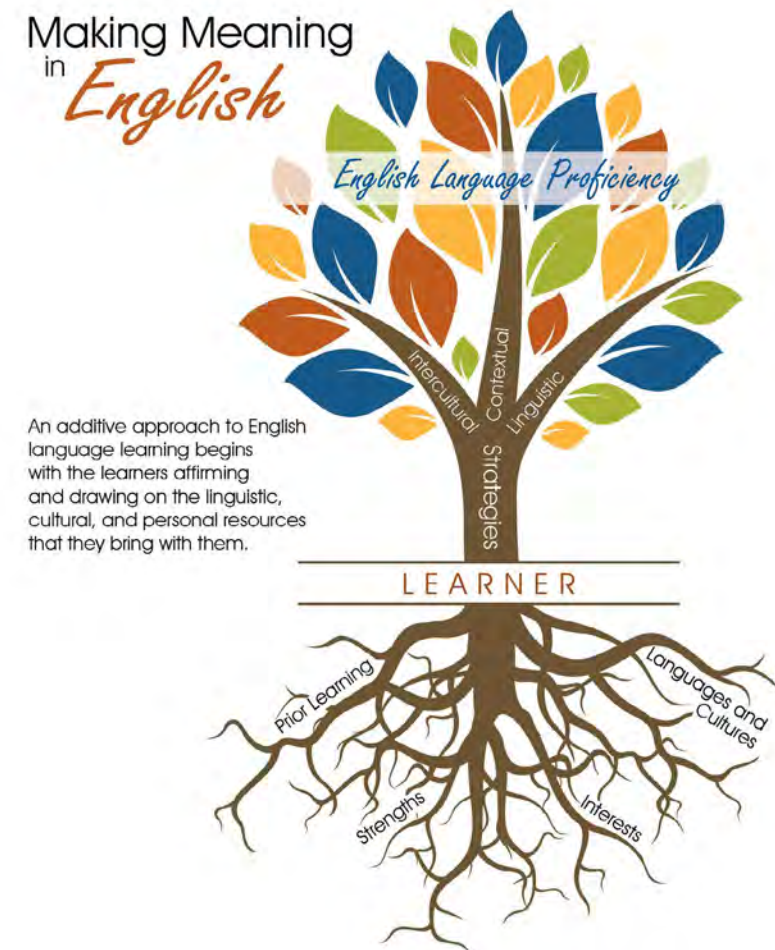 Making Meaning
in English
English Language Proficiency
Intercultural
Contextual
Linguistic
Strategies
An additive approach to English
language learning begins
with the learners affirming
and drawing on the linguistic,
cultural, and personal resources
that they bring with them.
LEARNER
Prior Learning
Languages and
Cultures
Strengths
Interests